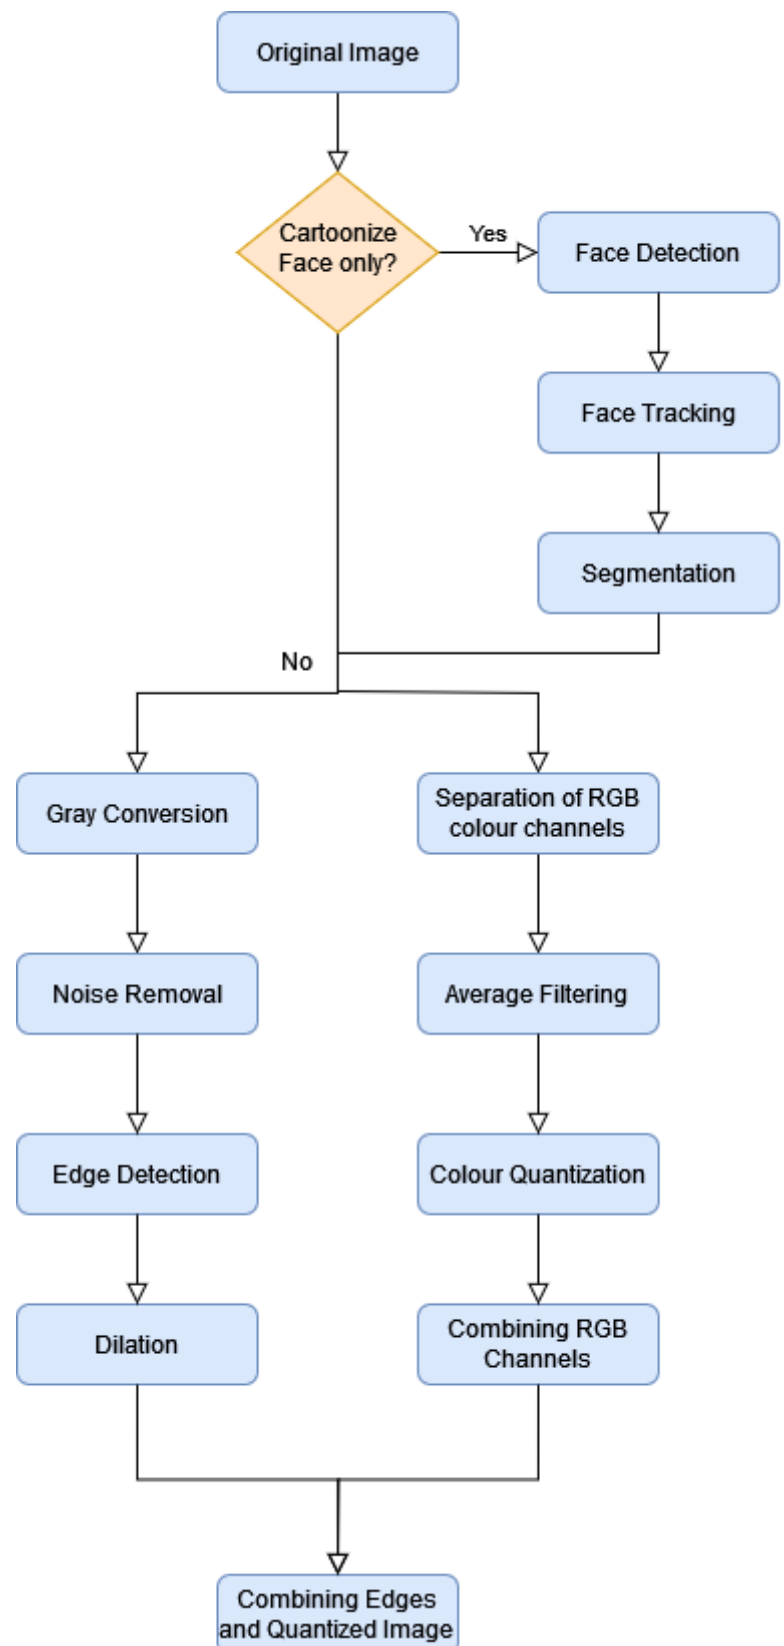 Original Image
Cartoonize
Face only?
Yes
Face Detection
Face Tracking
Segmentation
No
Gray Conversion
Separation of RGB
colour channels
Noise Removal
Average Filtering
Edge Detection
Colour Quantization
Dilation
Combining RGB
Channels
Combining Edges
and Quantized Image